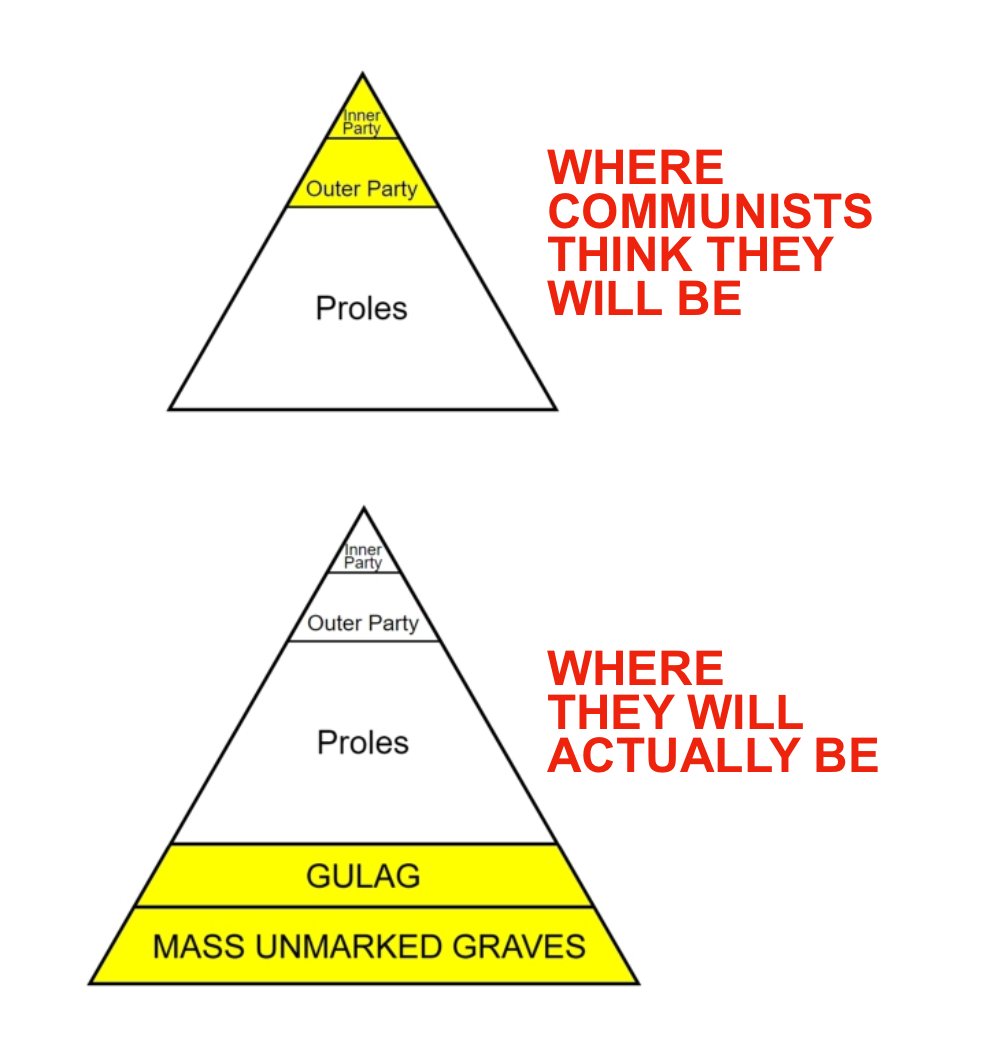 Inner
Party
Outer Party
Proles
WHERE
COMMUNISTS
THINK THEY
WILL BE
Inner
Party
Outer Party
Proles
GULAG
MASS UNMARKED GRAVES
WHERE
THEY WILL
ACTUALLY BE